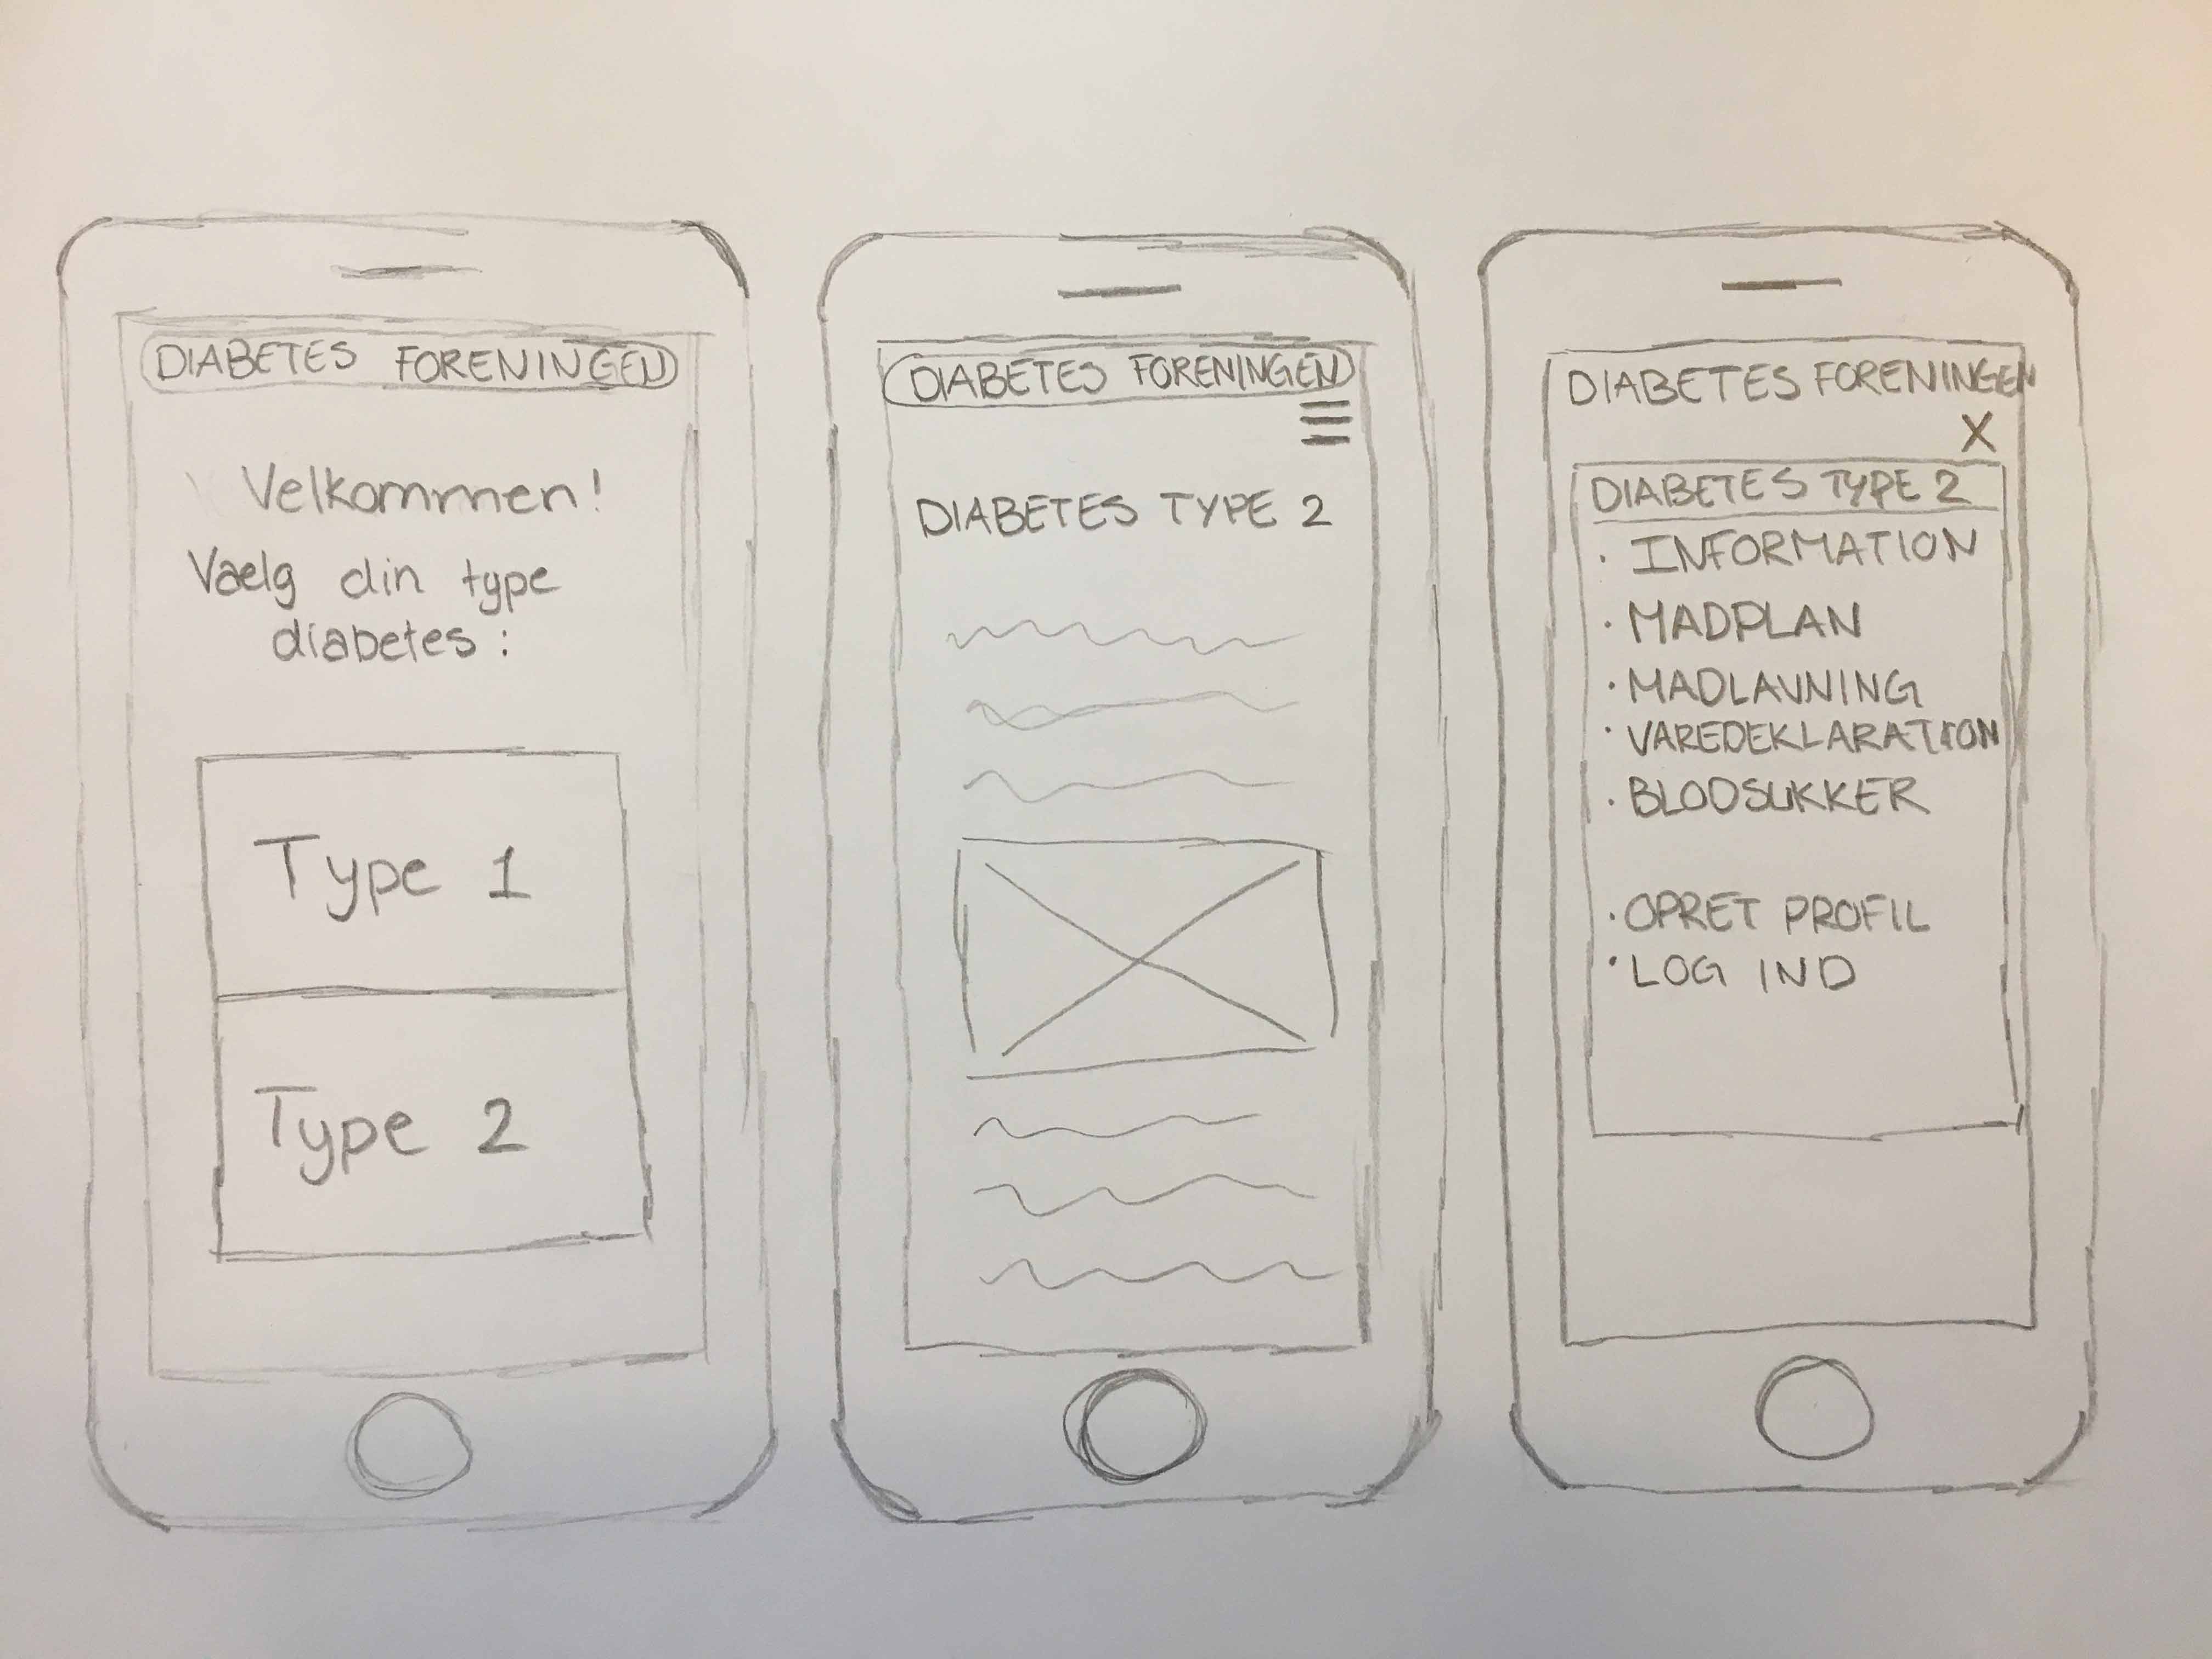 DIABETES FORENINGEN
Velkommen!
Vaelg din type
diabetes:
Type 1
Type 2
DIABETES FORENINGEN
DIABETES TYPE 2
DIABETES FORENINGEN
X
DIABETES TYPE 2
· INFORMATION
· MADPLAN
· MADLAVNING
· VAREDEKLARATION
· BLODSUKKER
· OPRET PROFIL
· LOG IND